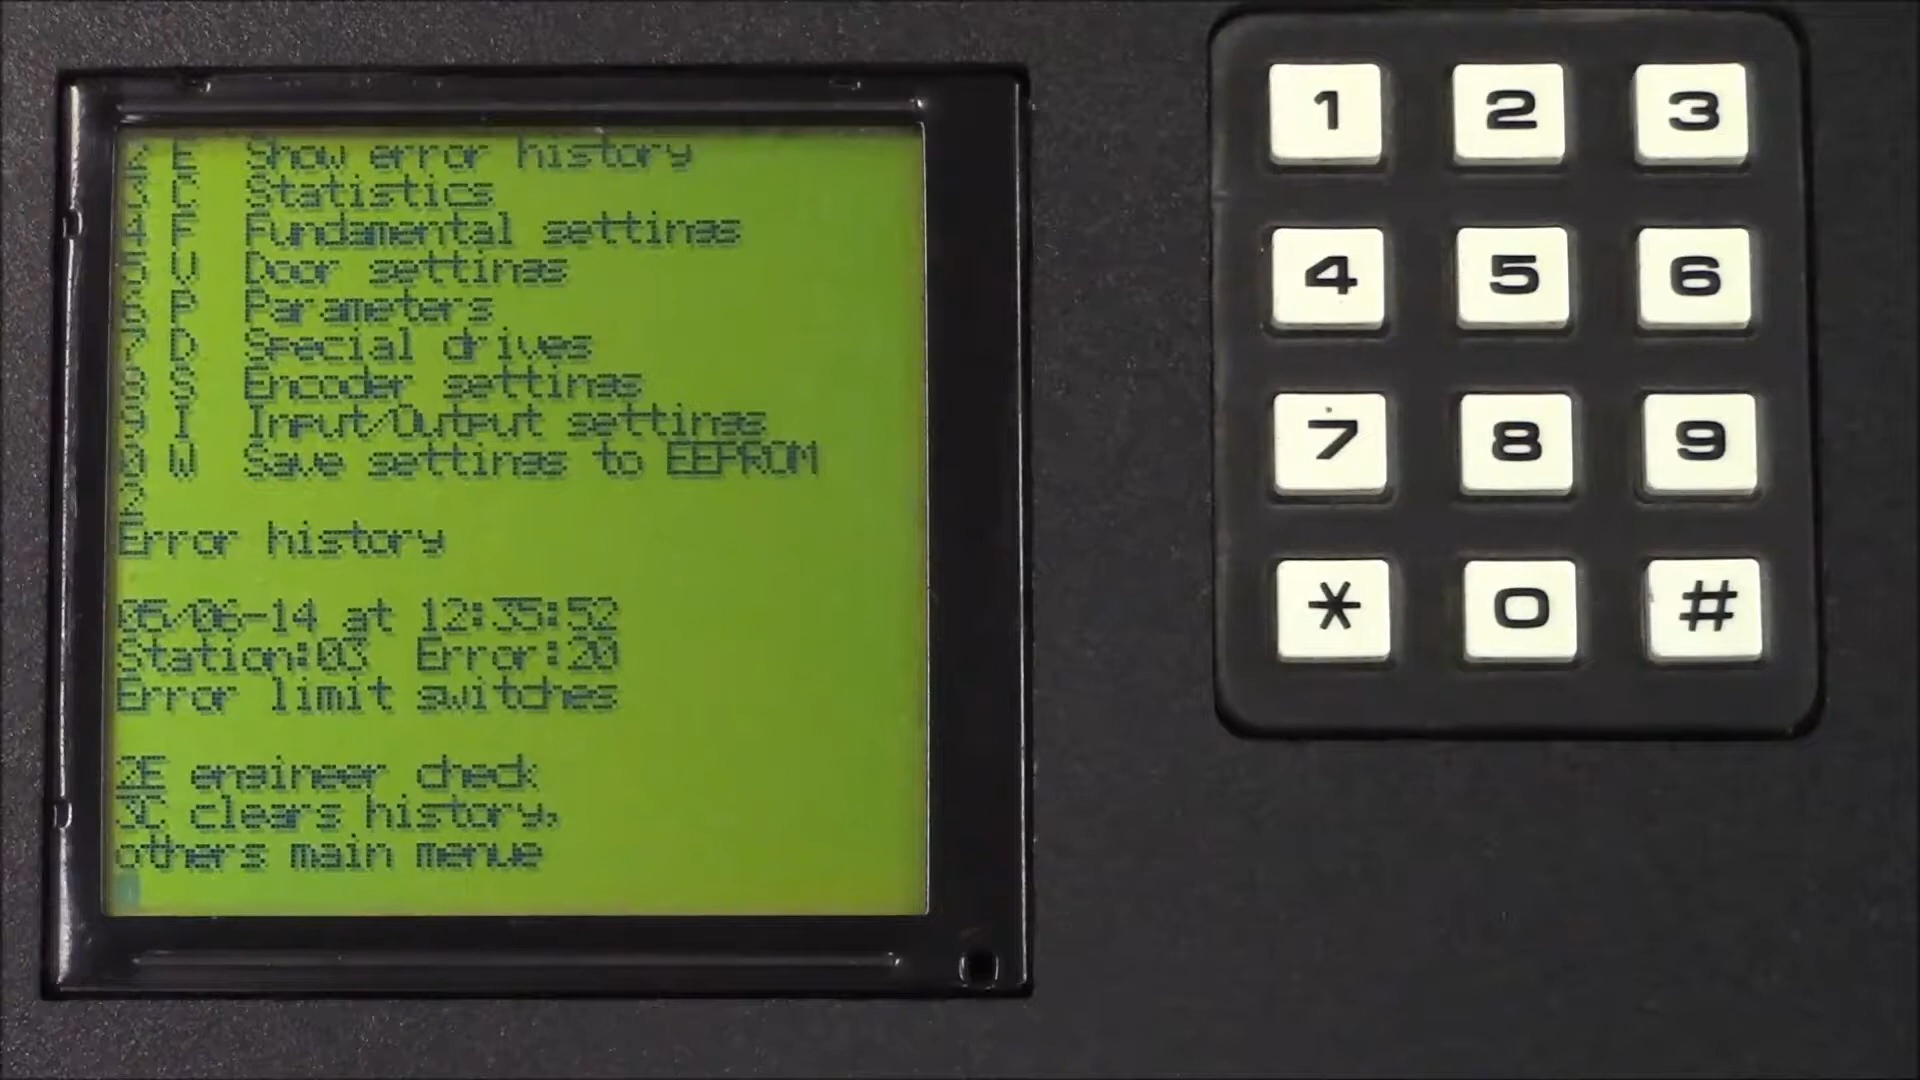 2 E Show error history
3 C Statistics
4 F Fundamental settings
5 V Door settings
6 P Parameters
7 D Special drives
8 S Encoder settings
9 I Input/Output settings
0 W Save settings to EEPROM
2
Error history
05/06-14 at 12:35:52
Station:03 Error:20
Error limit switches
2E engineer check
3C clears history,
others main menue
1 2 3
4 5 6
7 8 9
* 0 #